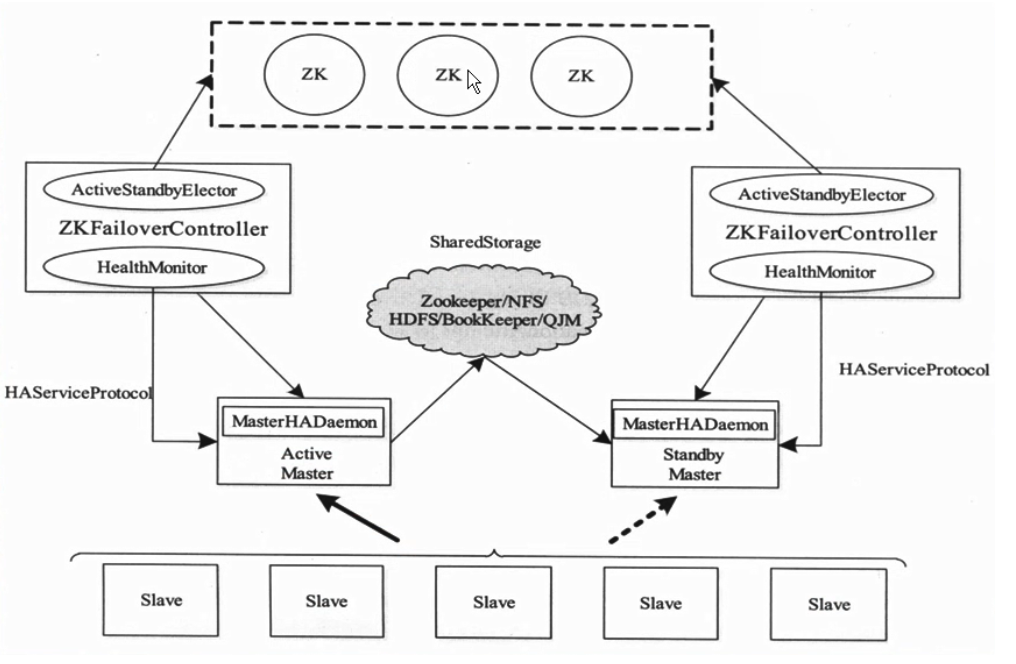 ZK
ZK
ZK
ActiveStandbyElector
ZKFailoverController
HealthMonitor
ActiveStandbyElector
ZKFailoverController
HealthMonitor
SharedStorage
Zookeeper/NFS/
HDFS/BookKeeper/QJM
HAServiceProtocol
HAServiceProtocol
MasterHADaemon
Active
Master
MasterHADaemon
Standby
Master
Slave
Slave
Slave
Slave
Slave